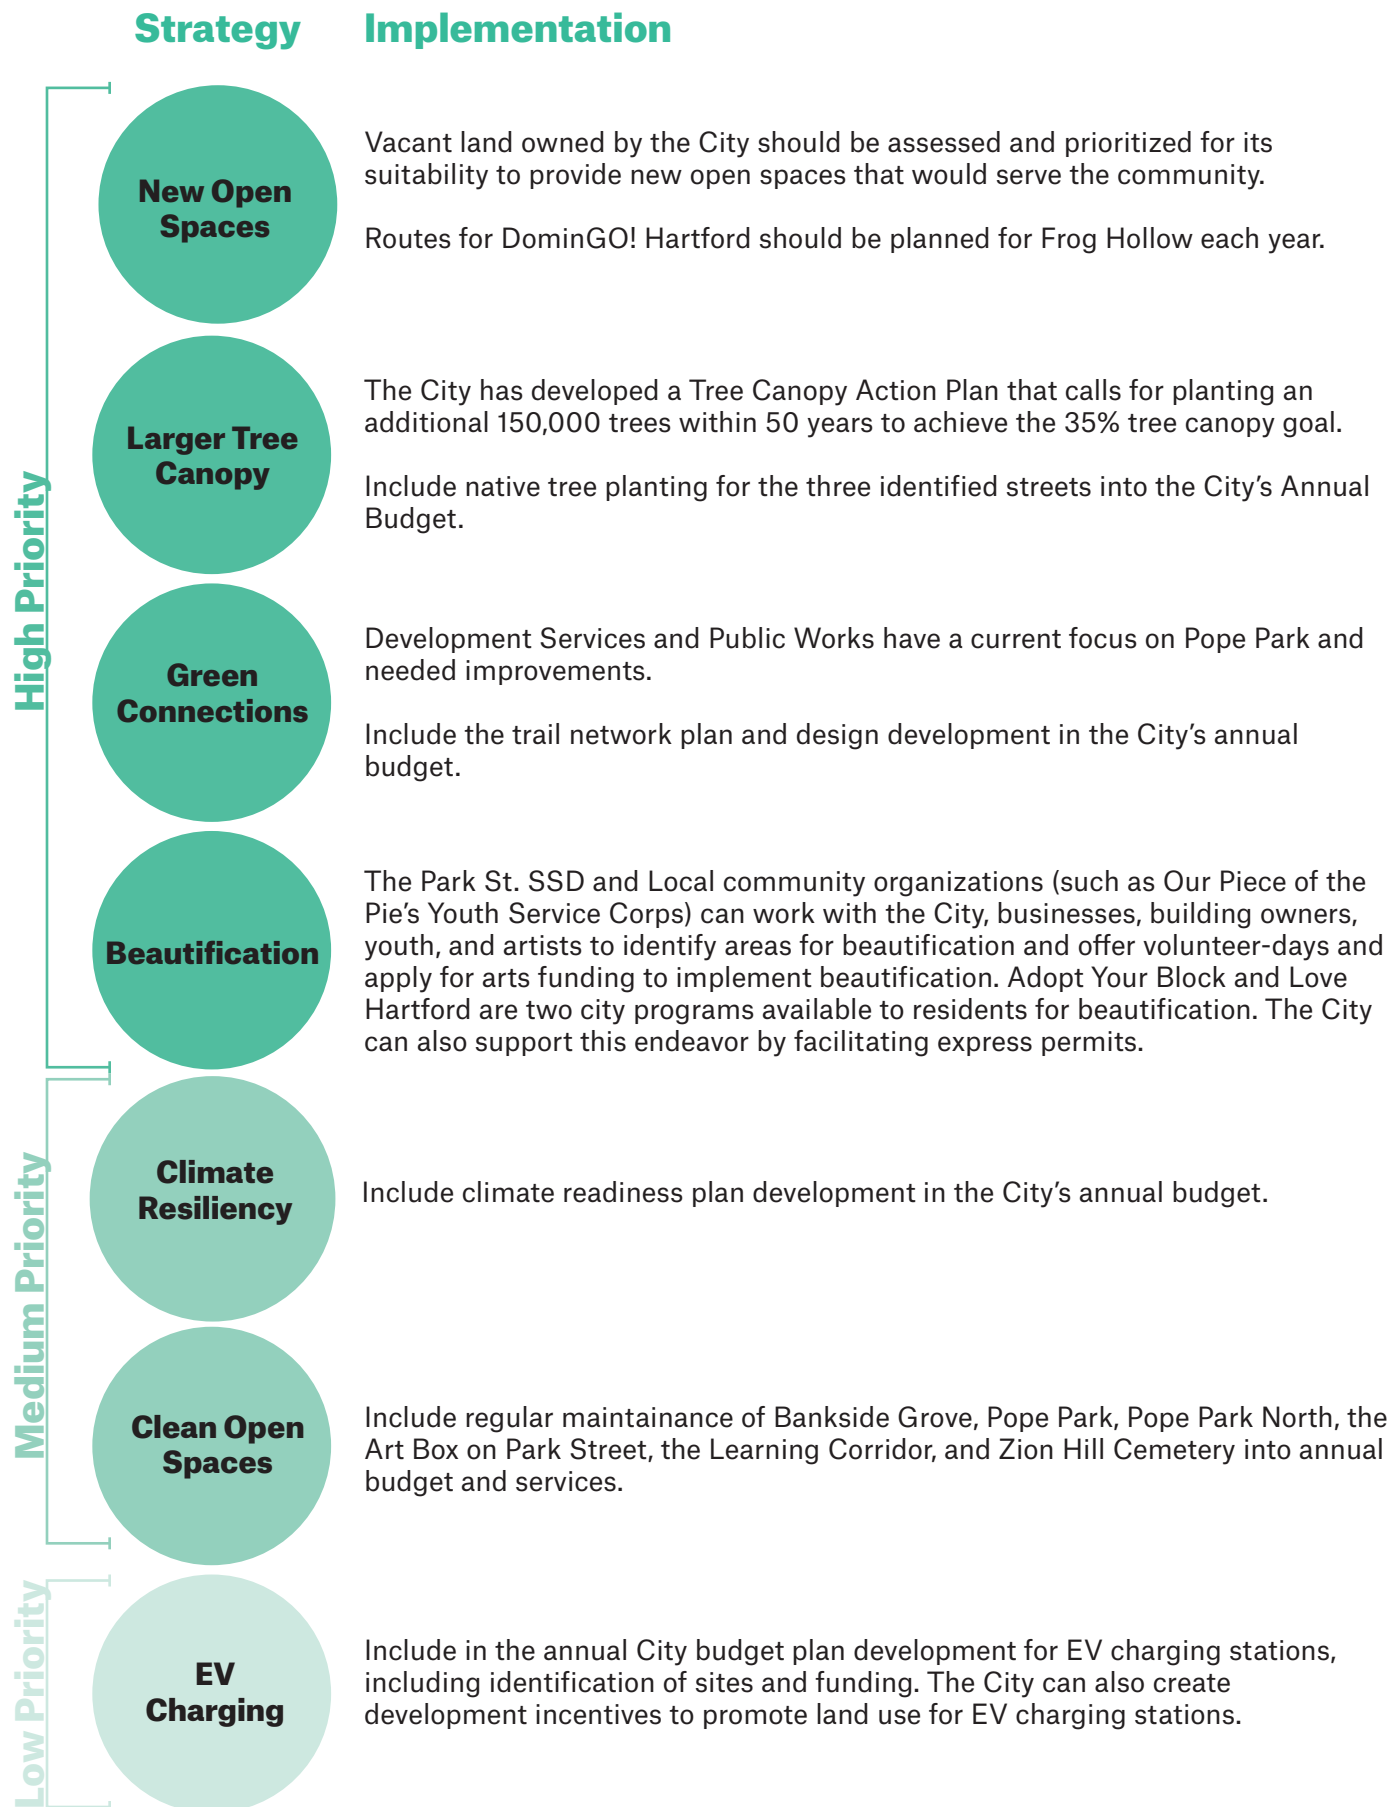 Strategy Implementation
High Priority
New Open
Spaces
Vacant land owned by the City should be assessed and prioritized for its
suitability to provide new open spaces that would serve the community.
Routes for DominGO! Hartford should be planned for Frog Hollow each year.
Larger Tree
Canopy
The City has developed a Tree Canopy Action Plan that calls for planting an
additional 150,000 trees within 50 years to achieve the 35% tree canopy goal.
Include native tree planting for the three identified streets into the City’s Annual
Budget.
Green
Connections
Development Services and Public Works have a current focus on Pope Park and
needed improvements.
Include the trail network plan and design development in the City’s annual
budget.
Beautification
The Park St. SSD and Local community organizations (such as Our Piece of the
Pie’s Youth Service Corps) can work with the City, businesses, building owners,
youth, and artists to identify areas for beautification and offer volunteer-days and
apply for arts funding to implement beautification. Adopt Your Block and Love
Hartford are two city programs available to residents for beautification. The City
can also support this endeavor by facilitating express permits.
Medium Priority
Climate
Resiliency
Include climate readiness plan development in the City’s annual budget.
Clean Open
Spaces
Include regular maintainance of Bankside Grove, Pope Park, Pope Park North, the
Art Box on Park Street, the Learning Corridor, and Zion Hill Cemetery into annual
budget and services.
Low Priority
EV
Charging
Include in the annual City budget plan development for EV charging stations,
including identification of sites and funding. The City can also create
development incentives to promote land use for EV charging stations.